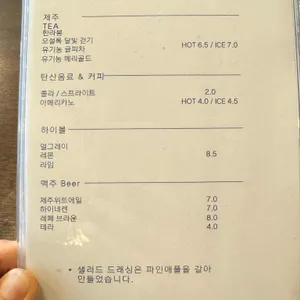 제주
TEA
한라봉
모슬톡 달빛 걷기
유기농 귤피차 HOT 6.5 / ICE 7.0
유기농 메리골드
탄산음료 & 커피
콜라 / 스프라이트 2.0
아메리카노 HOT 4.0 / ICE 4.5
하이볼
얼그레이
레몬 8.5
라임
맥주 Beer
제주위트에일 7.0
하이네켄 7.0
레페 브라운 8.0
테라 4.0
• 샐러드 드레싱은 파인애플을 갈아
만들었습니다.